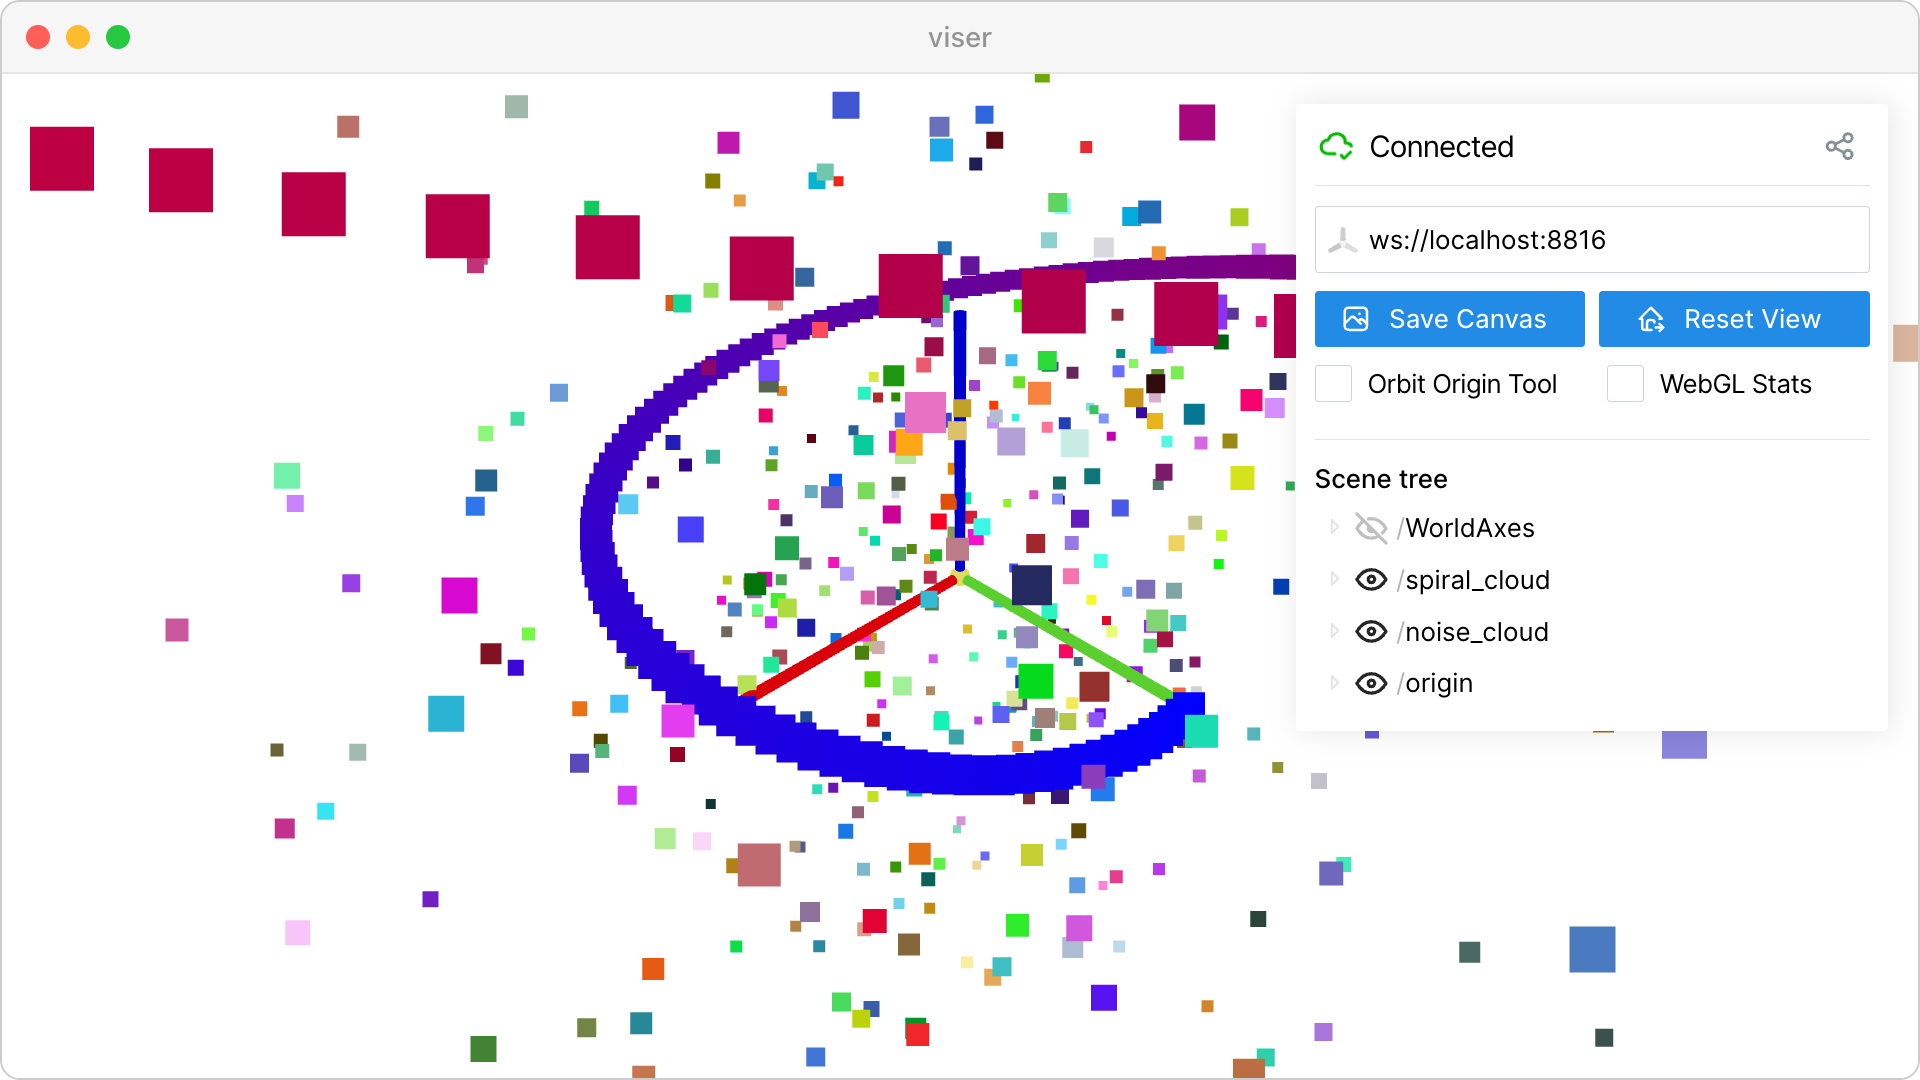 viser
Connected
ws://localhost:8816
Save Canvas
Reset View
Orbit Origin Tool
WebGL Stats
Scene tree
/WorldAxes
/spiral_cloud
/noise_cloud
/origin